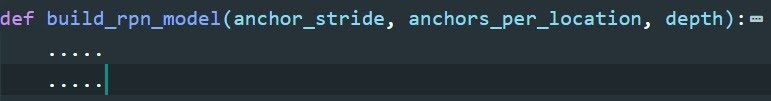 def build_rpn_model(anchor_stride, anchors_per_location, depth):…
.....
.....